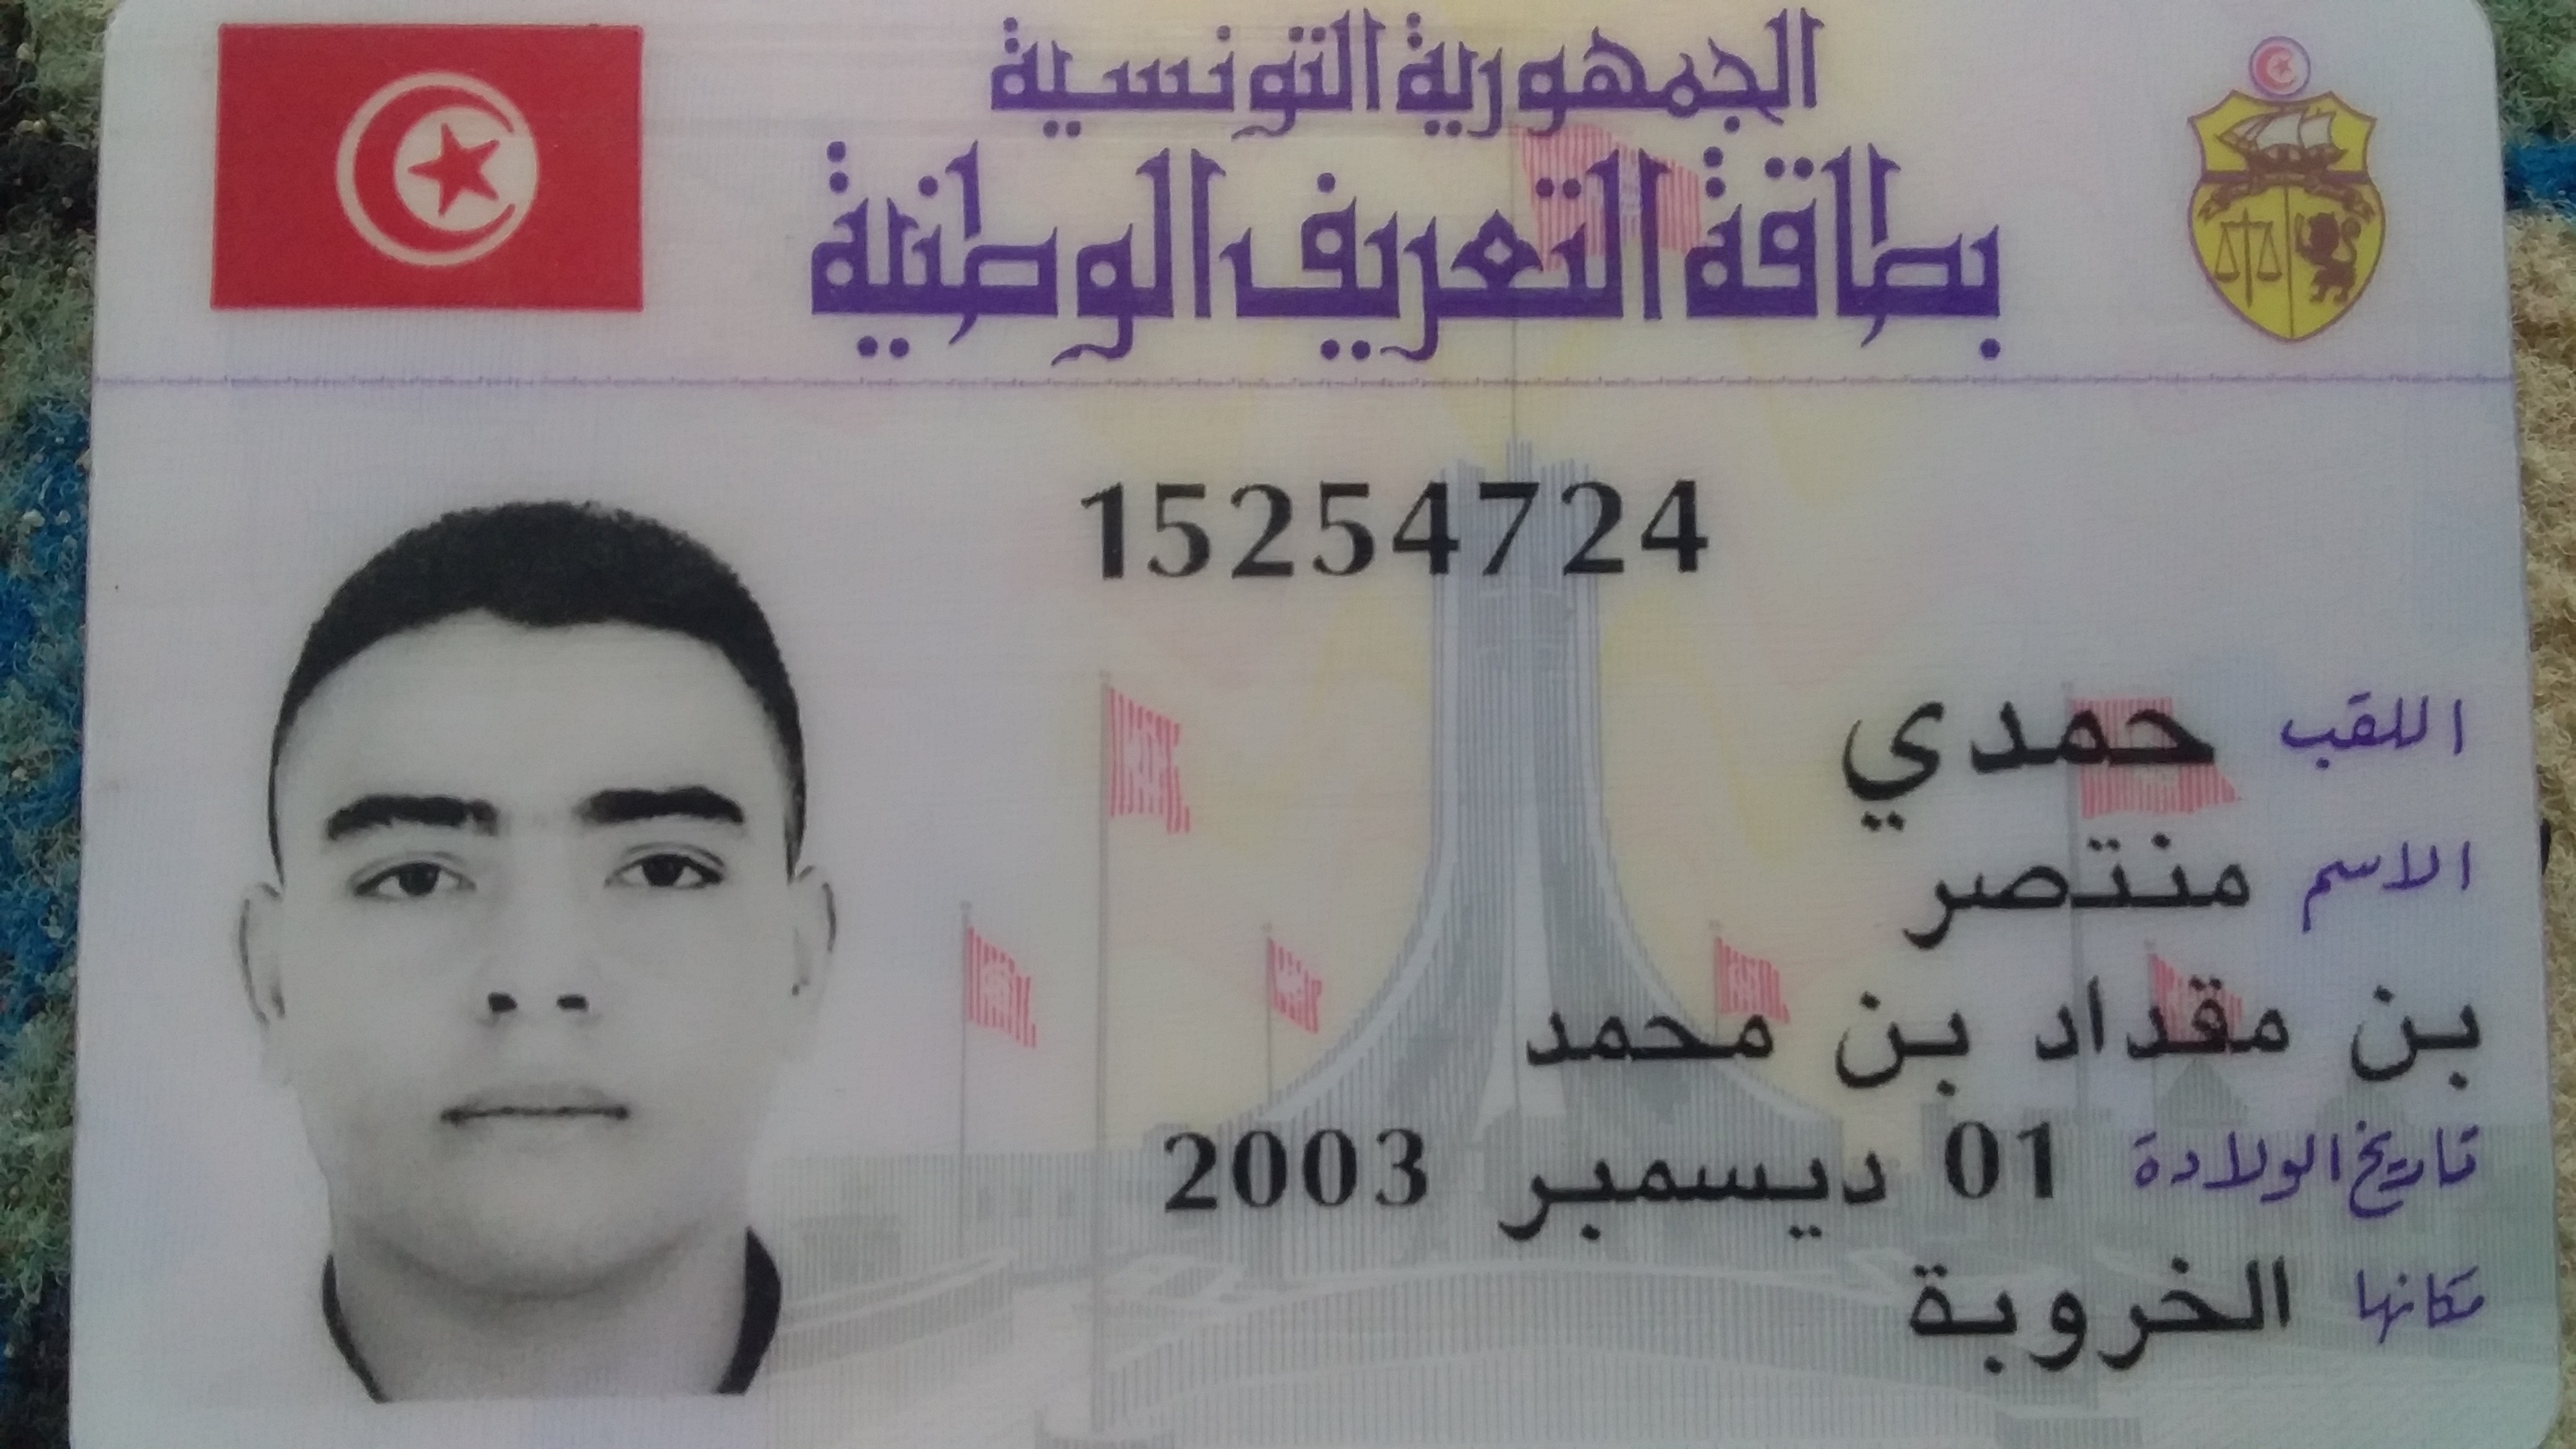 الجمهورية التونسية
بطاقة التعريف الوطنية
15254724
اللقب حمدي
الاسم منتصر
بن مقداد بن محمد
تاريخ الولادة 01 ديسمبر 2003
مكانها الخروبة